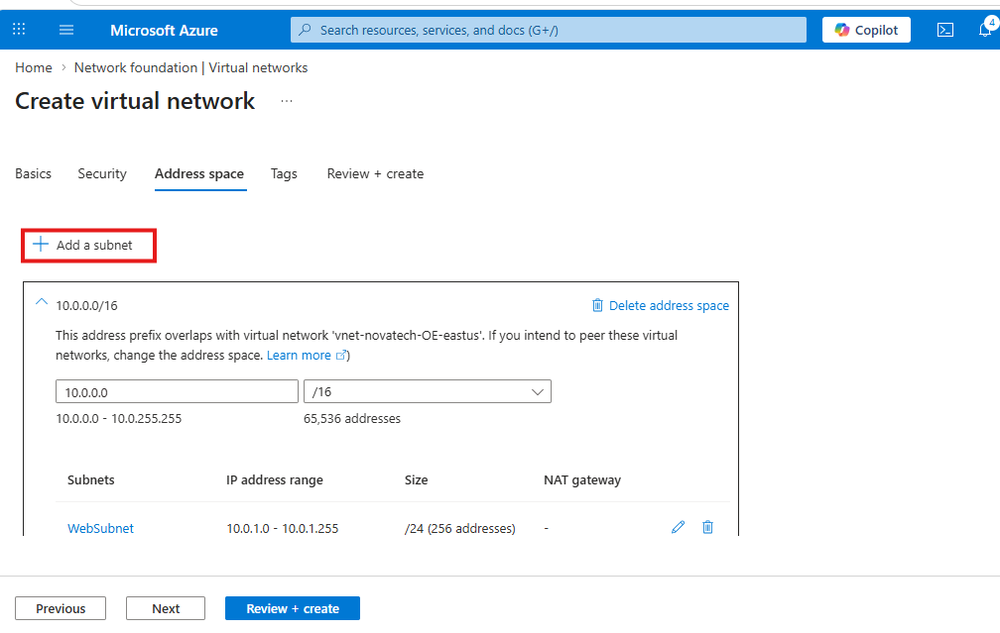 Microsoft Azure
Search resources, services, and docs (G+/)
Copilot
4
Home > Network foundation | Virtual networks
Create virtual network ...
Basics Security Address space Tags Review + create
+ Add a subnet
10.0.0.0/16 Delete address space
This address prefix overlaps with virtual network 'vnet-novatech-OE-eastus'. If you intend to peer these virtual
networks, change the address space. Learn more )
10.0.0.0 /16
10.0.0.0 - 10.0.255.255 65,536 addresses
Subnets IP address range Size NAT gateway
WebSubnet 10.0.1.0 - 10.0.1.255 /24 (256 addresses) -
Previous Next Review + create